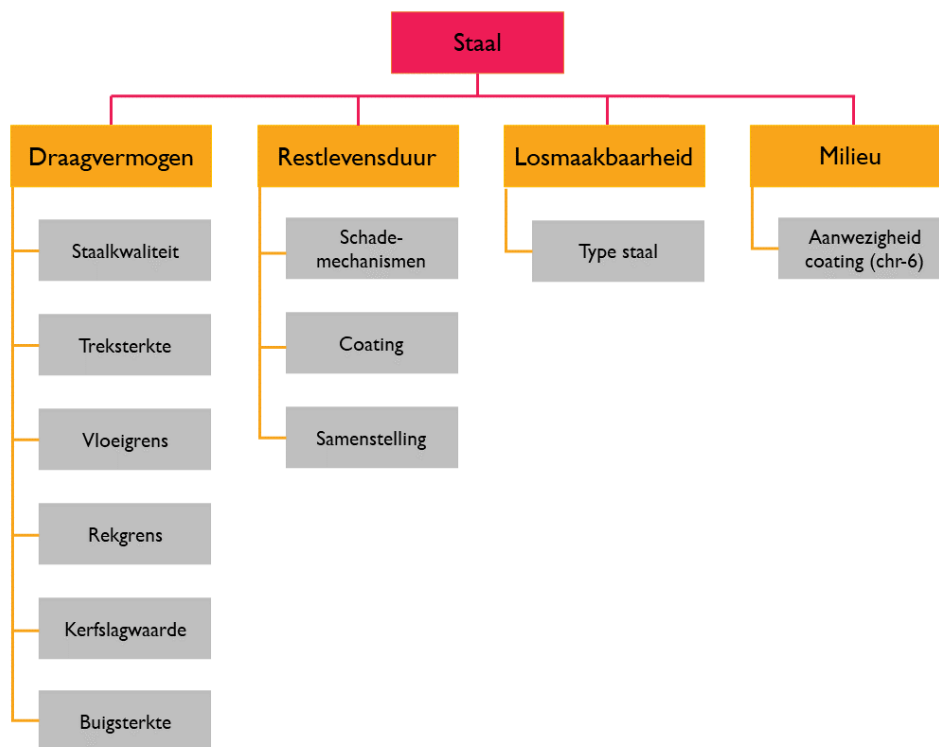 Staal
Draagvermogen
Staalkwaliteit
Treksterkte
Vloeigrens
Rekgrens
Kerfslagwaarde
Buigsterkte
Restlevensduur
Schade-
mechanismen
Coating
Samenstelling
Losmaakbaarheid
Type staal
Milieu
Aanwezigheid
coating (chr-6)